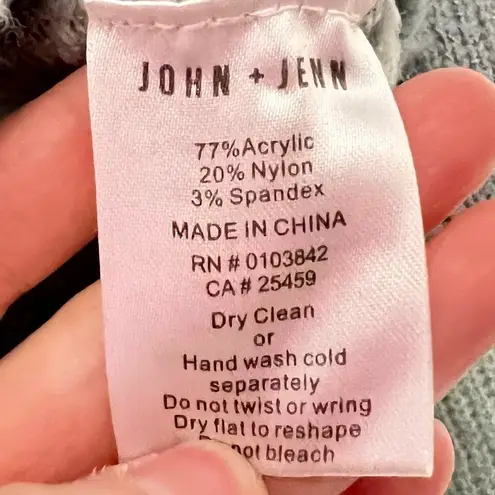 JOHN + JENN
77%Acrylic
20% Nylon
3% Spandex
MADE IN CHINA
RN # 0103842
CA # 25459
Dry Clean
or
Hand wash cold
separately
Do not twist or wring
Dry flat to reshape
Do not bleach